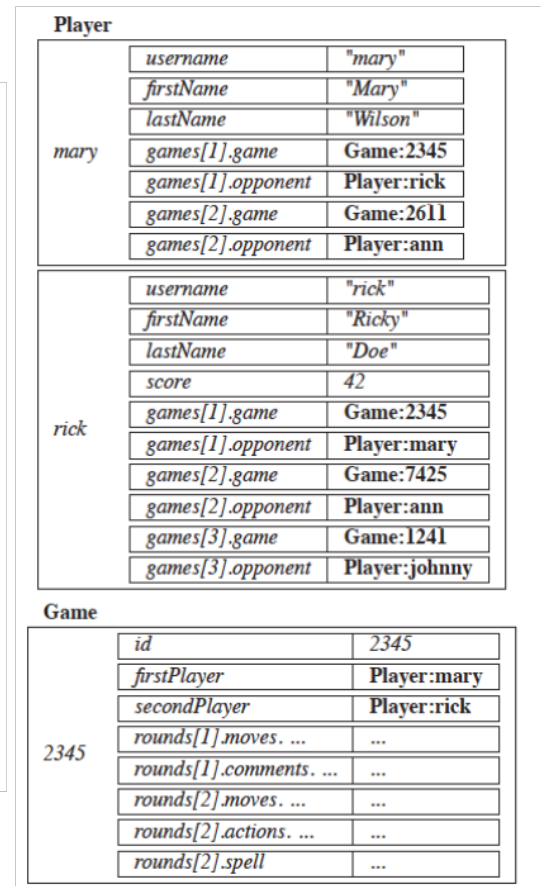 Player
mary
username "mary"
firstName "Mary"
lastName "Wilson"
games[1].game Game:2345
games[1].opponent Player:rick
games[2].game Game:2611
games[2].opponent Player:ann
rick
username "rick"
firstName "Ricky"
lastName "Doe"
score 42
games[1].game Game:2345
games[1].opponent Player:mary
games[2].game Game:7425
games[2].opponent Player:ann
games[3].game Game:1241
games[3].opponent Player:johnny
Game
2345
id 2345
firstPlayer Player:mary
secondPlayer Player:rick
rounds[1].moves. ... ...
rounds[1].comments. ... ...
rounds[2].moves. ... ...
rounds[2].actions. ... ...
rounds[2].spell ...